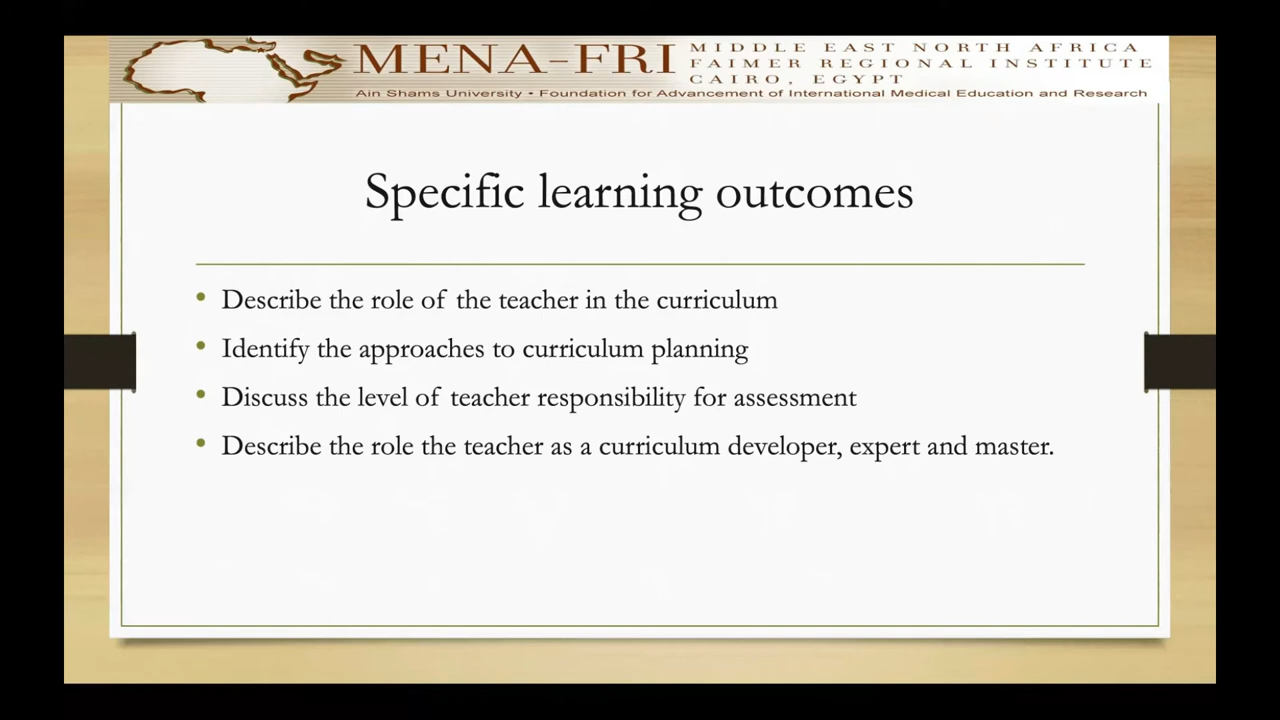 MENA-FRI
MIDDLE EAST NORTH AFRICA
FAIMER REGIONAL INSTITUTE
CAIRO, EGYPT
Ain Shams University • Foundation for Advancement of International Medical Education and Research
Specific learning outcomes
• Describe the role of the teacher in the curriculum
• Identify the approaches to curriculum planning
• Discuss the level of teacher responsibility for assessment
• Describe the role the teacher as a curriculum developer, expert and master.